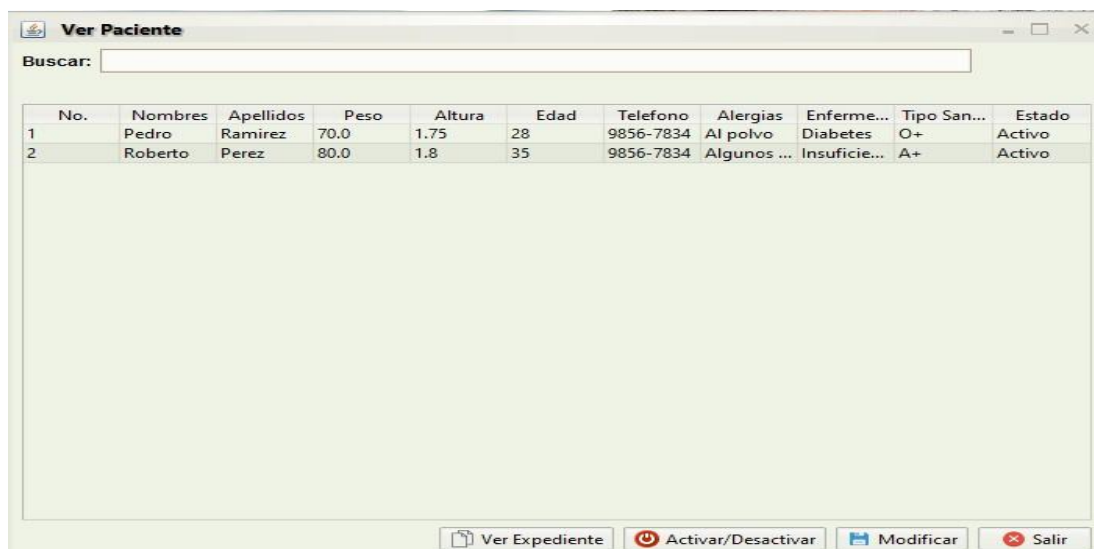 Ver Paciente
Buscar:
No. Nombres Apellidos Peso Altura Edad Telefono Alergias Enferme... Tipo San... Estado
1 Pedro Ramirez 70.0 1.75 28 9856-7834 Al polvo Diabetes O+ Activo
2 Roberto Perez 80.0 1.8 35 9856-7834 Algunos ... Insuficie... A+ Activo
Ver Expediente Activar/Desactivar Modificar Salir